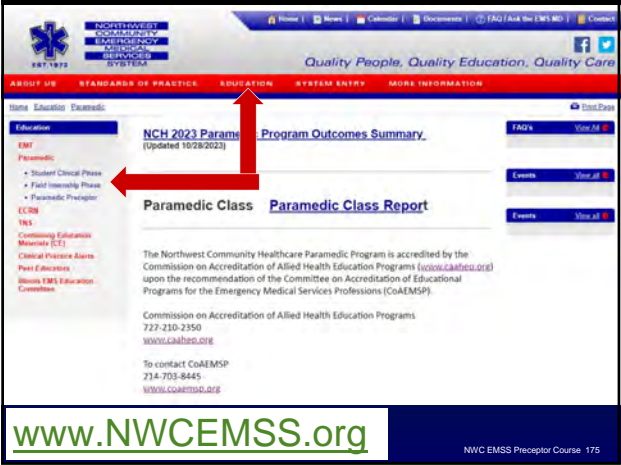 NORTHWEST
COMMUNITY
EMERGENCY
MEDICAL
SERVICES
SYSTEM
EST.1972
Home | News | Calendar | Documents | FAQ / Ask the EMS MD | Contact
Quality People, Quality Education, Quality Care
ABOUT US STANDARDS OF PRACTICE EDUCATION SYSTEM ENTRY MORE INFORMATION
Home Education Paramedic
Print Page
Education
EMT
Paramedic
• Student Clinical Phase
• Field Internship Phase
• Paramedic Preceptor
ECRN
TNS
Continuing Education
Materials (CE)
Clinical Practice Alerts
Peer Educators
Illinois EMS Education
Committee
NCH 2023 Paramedic Program Outcomes Summary
(Updated 10/28/2023)
Paramedic Class Paramedic Class Report
The Northwest Community Healthcare Paramedic Program is accredited by the
Commission on Accreditation of Allied Health Education Programs (www.caahep.org)
upon the recommendation of the Committee on Accreditation of Educational
Programs for the Emergency Medical Services Professions (CoAEMSP).
Commission on Accreditation of Allied Health Education Programs
727-210-2350
www.caahep.org
To contact CoAEMSP
214-703-8445
www.coaemsp.org
FAQ's View All
Events View all
Events View all
www.NWCEMSS.org
NWC EMSS Preceptor Course 175